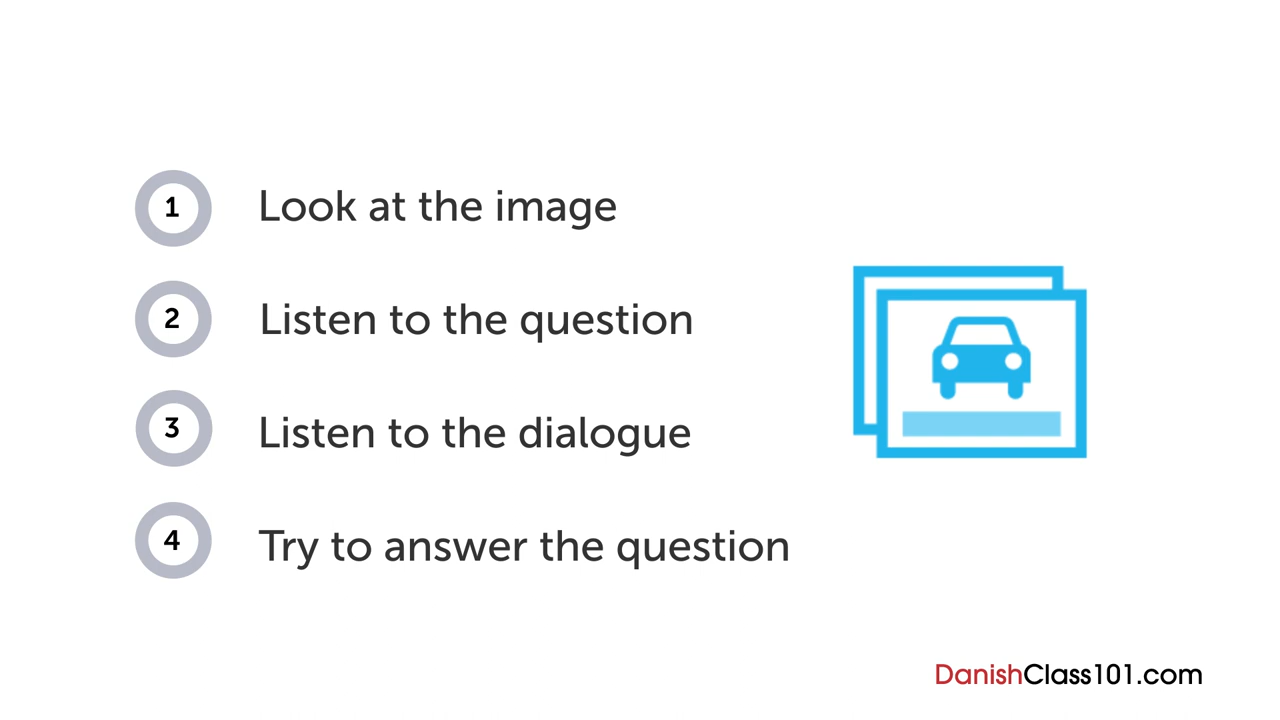 1 Look at the image
2 Listen to the question
3 Listen to the dialogue
4 Try to answer the question
DanishClass101.com